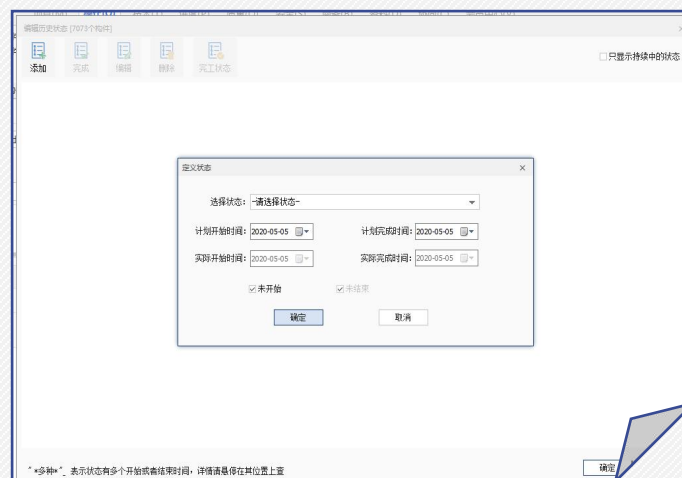 编辑历史状态 [7073个构件]
添加 完成 编辑 删除 完工状态
只显示持续中的状态
定义状态
选择状态: -请选择状态-
计划开始时间: 2020-05-05 计划完成时间: 2020-05-05
实际开始时间: 2020-05-05 实际完成时间: 2020-05-05
未开始 未结束
确定 取消
"*多种*"，表示状态有多个开始或者结束时间，详情请悬停在其位置上查
确定